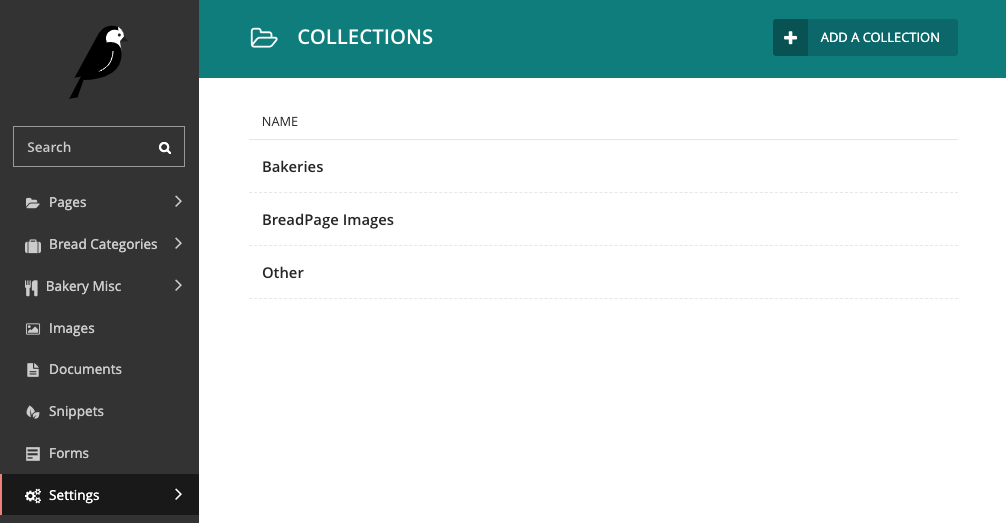 Search
Pages
Bread Categories
Bakery Misc
Images
Documents
Snippets
Forms
Settings
COLLECTIONS
ADD A COLLECTION
NAME
Bakeries
BreadPage Images
Other